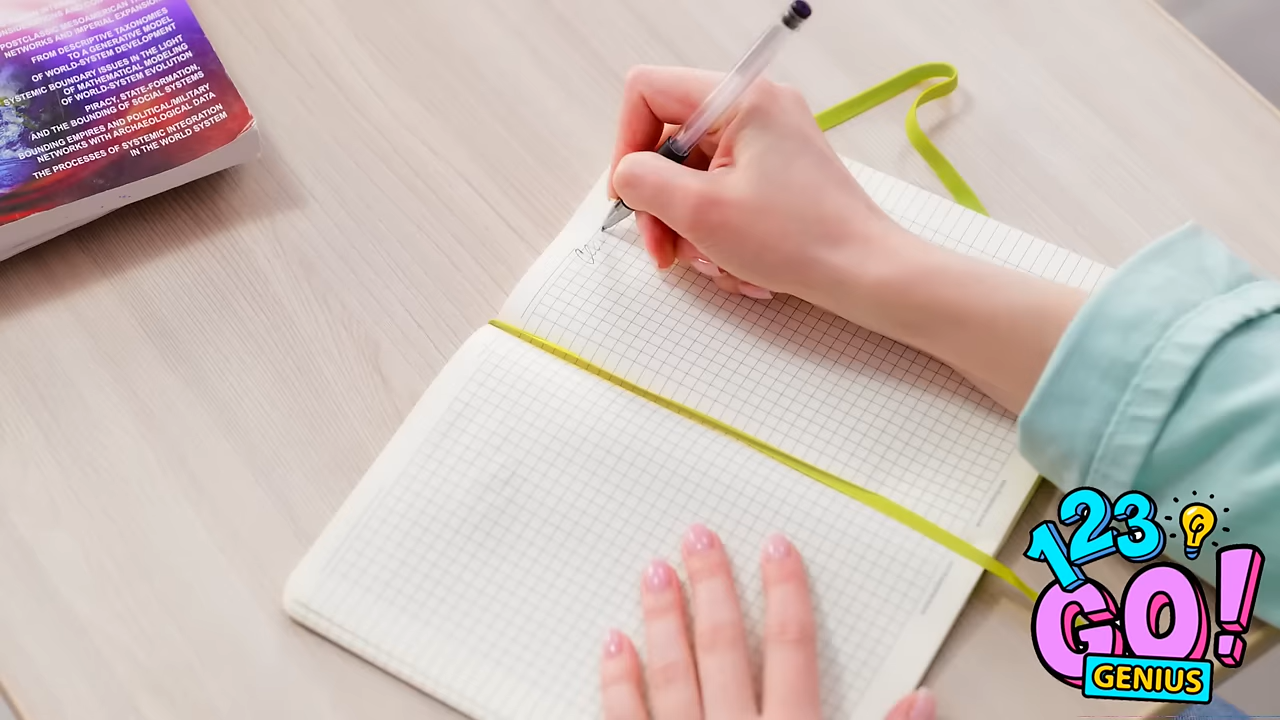 POSTCLASSIC MESOAMERICAN
NETWORKS AND IMPERIAL EXPANSION
FROM DESCRIPTIVE TAXONOMIES
TO A GENERATIVE MODEL
OF WORLD-SYSTEM DEVELOPMENT
SYSTEMIC BOUNDARY ISSUES IN THE LIGHT
OF MATHEMATICAL MODELING
OF WORLD-SYSTEM EVOLUTION
PIRACY, STATE-FORMATION,
AND THE BOUNDING OF SOCIAL SYSTEMS
BOUNDING EMPIRES AND POLITICAL/MILITARY
NETWORKS WITH ARCHAEOLOGICAL DATA
THE PROCESSES OF SYSTEMIC INTEGRATION
IN THE WORLD SYSTEM
123
GO!
GENIUS